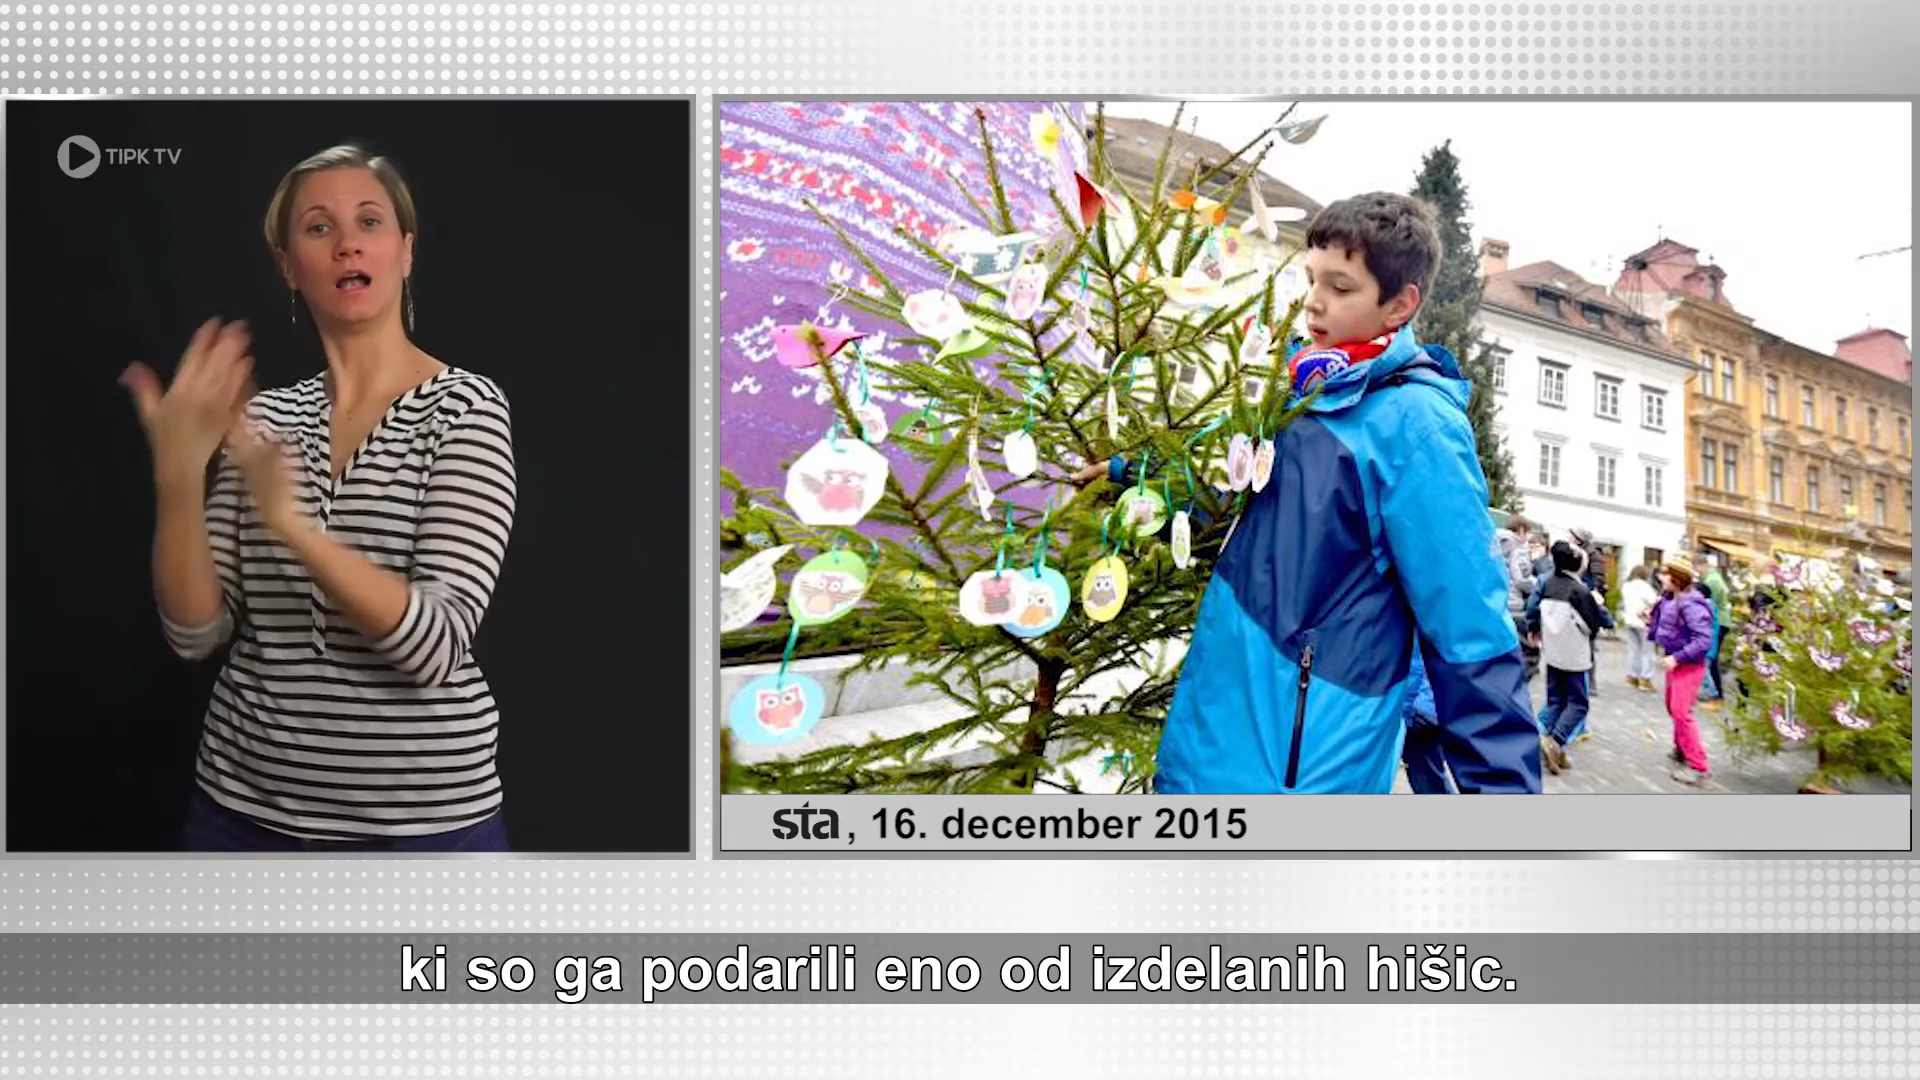 TIPK TV
sta, 16. december 2015
ki so ga podarili eno od izdelanih hišic.